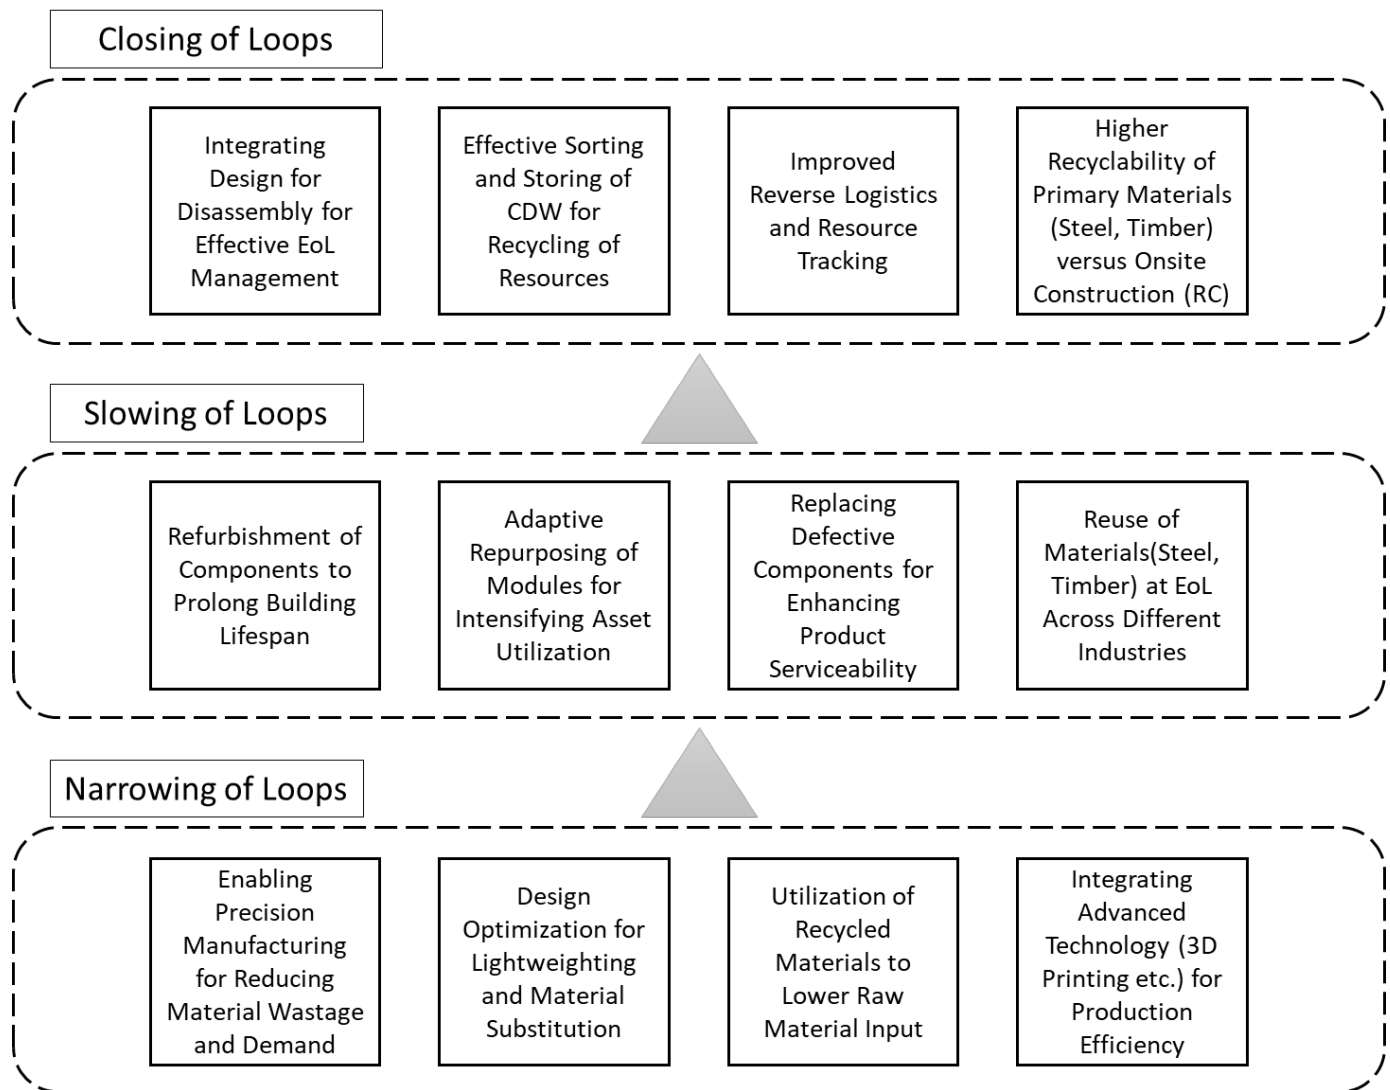 Closing of Loops
Integrating
Design for
Disassembly for
Effective EoL
Management
Effective Sorting
and Storing of
CDW for
Recycling of
Resources
Improved
Reverse Logistics
and Resource
Tracking
Higher
Recyclability of
Primary Materials
(Steel, Timber)
versus Onsite
Construction (RC)
Slowing of Loops
Refurbishment of
Components to
Prolong Building
Lifespan
Adaptive
Repurposing of
Modules for
Intensifying Asset
Utilization
Replacing
Defective
Components for
Enhancing
Product
Serviceability
Reuse of
Materials(Steel,
Timber) at EoL
Across Different
Industries
Narrowing of Loops
Enabling
Precision
Manufacturing
for Reducing
Material Wastage
and Demand
Design
Optimization for
Lightweighting
and Material
Substitution
Utilization of
Recycled
Materials to
Lower Raw
Material Input
Integrating
Advanced
Technology (3D
Printing etc.) for
Production
Efficiency